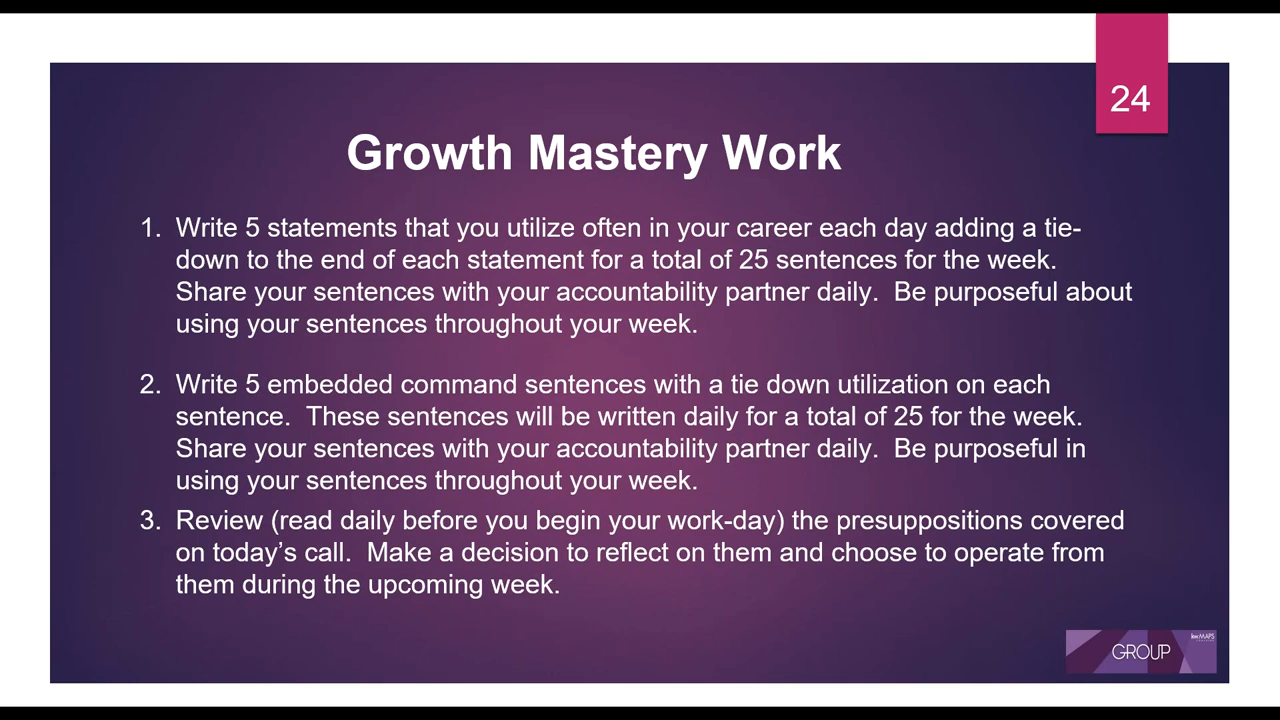 24
Growth Mastery Work
1. Write 5 statements that you utilize often in your career each day adding a tie-
down to the end of each statement for a total of 25 sentences for the week.
Share your sentences with your accountability partner daily.  Be purposeful about
using your sentences throughout your week.
2. Write 5 embedded command sentences with a tie down utilization on each
sentence.  These sentences will be written daily for a total of 25 for the week.
Share your sentences with your accountability partner daily.  Be purposeful in
using your sentences throughout your week.
3. Review (read daily before you begin your work-day) the presuppositions covered
on today's call.  Make a decision to reflect on them and choose to operate from
them during the upcoming week.
kw MAPS
GROUP